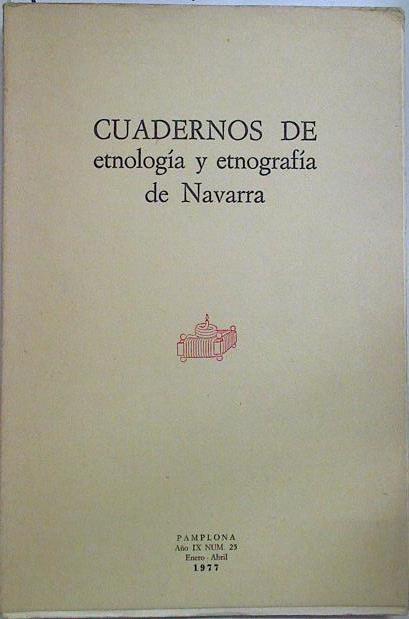 CUADERNOS DE
etnología y etnografía
de Navarra
PAMPLONA
Año IX NUM. 25
Enero - Abril
1977